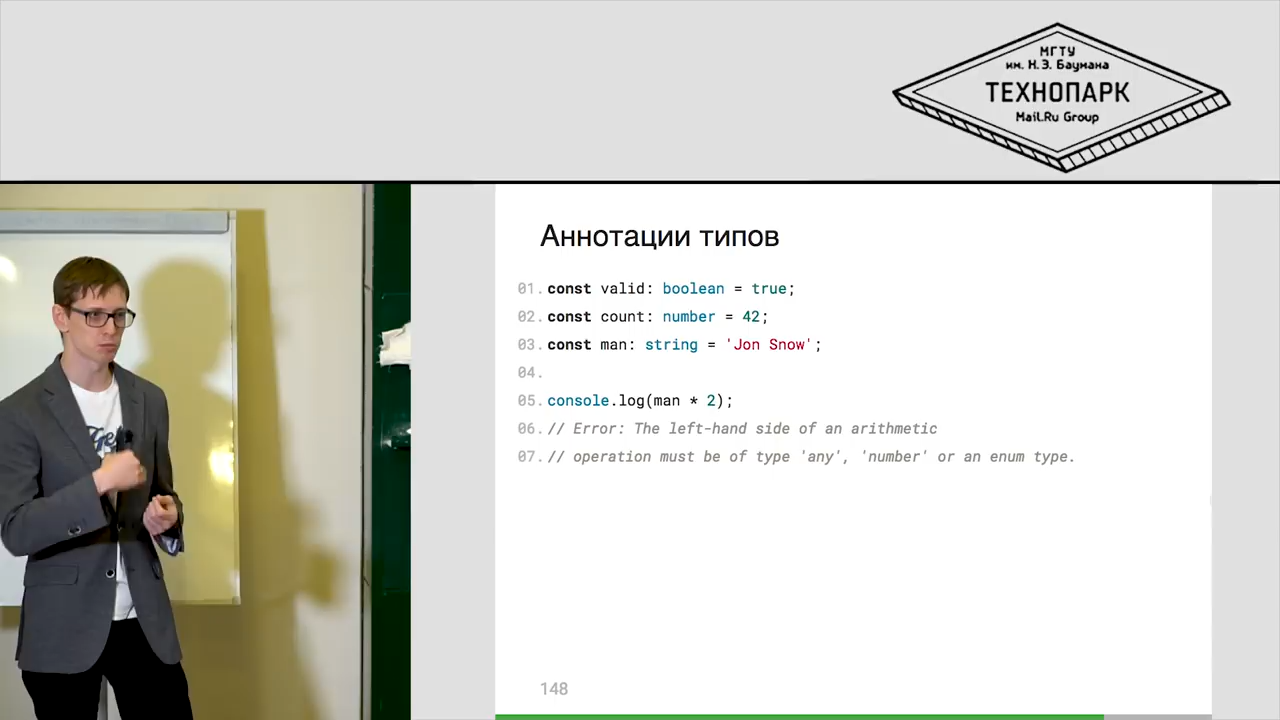 МГТУ
им. Н.Э. Баумана
ТЕХНОПАРК
Mail.Ru Group
Аннотации типов
01. const valid: boolean = true;
02. const count: number = 42;
03. const man: string = 'Jon Snow';
04.
05. console.log(man * 2);
06. // Error: The left-hand side of an arithmetic
07. // operation must be of type 'any', 'number' or an enum type.
148